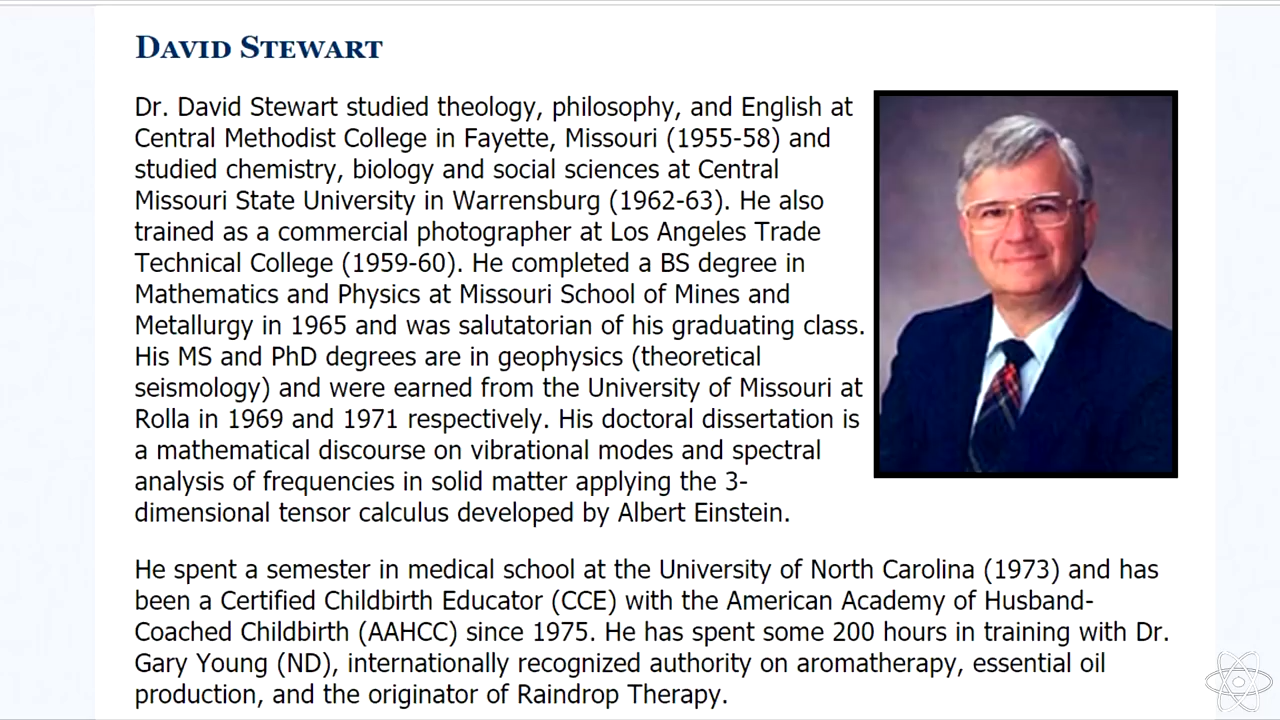 David Stewart
Dr. David Stewart studied theology, philosophy, and English at
Central Methodist College in Fayette, Missouri (1955-58) and
studied chemistry, biology and social sciences at Central
Missouri State University in Warrensburg (1962-63). He also
trained as a commercial photographer at Los Angeles Trade
Technical College (1959-60). He completed a BS degree in
Mathematics and Physics at Missouri School of Mines and
Metallurgy in 1965 and was salutatorian of his graduating class.
His MS and PhD degrees are in geophysics (theoretical
seismology) and were earned from the University of Missouri at
Rolla in 1969 and 1971 respectively. His doctoral dissertation is
a mathematical discourse on vibrational modes and spectral
analysis of frequencies in solid matter applying the 3-
dimensional tensor calculus developed by Albert Einstein.
He spent a semester in medical school at the University of North Carolina (1973) and has
been a Certified Childbirth Educator (CCE) with the American Academy of Husband-
Coached Childbirth (AAHCC) since 1975. He has spent some 200 hours in training with Dr.
Gary Young (ND), internationally recognized authority on aromatherapy, essential oil
production, and the originator of Raindrop Therapy.